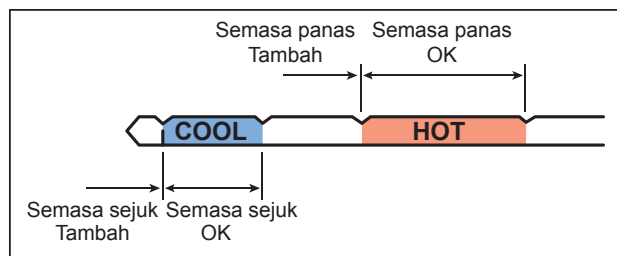 Semasa panas
Tambah
Semasa panas
OK
COOL
HOT
Semasa sejuk
Tambah
Semasa sejuk
OK